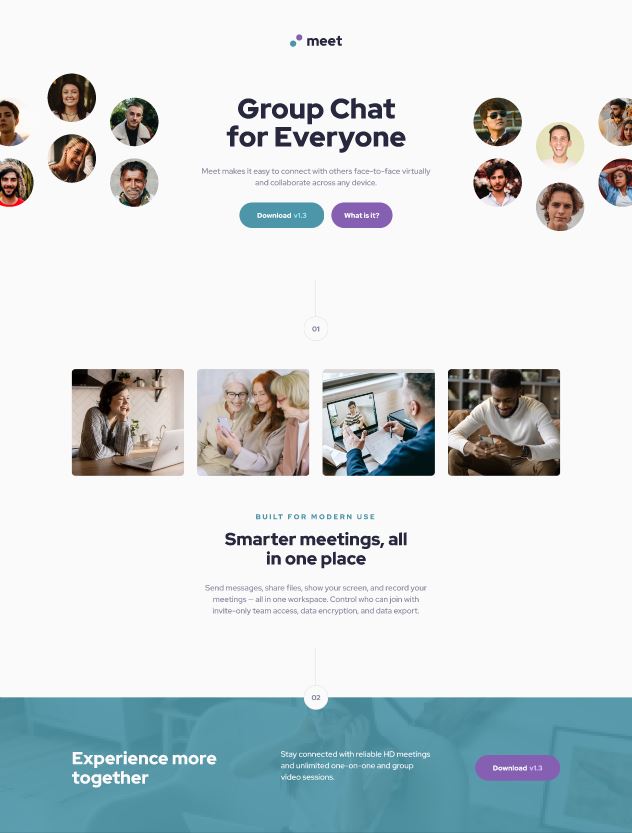 meet
Group Chat
for Everyone
Meet makes it easy to connect with others face-to-face virtually
and collaborate across any device.
Download v1.3
What is it?
01
BUILT FOR MODERN USE
Smarter meetings, all
in one place
Send messages, share files, show your screen, and record your
meetings — all in one workspace. Control who can join with
invite-only team access, data encryption, and data export.
02
Experience more
together
Stay connected with reliable HD meetings
and unlimited one-on-one and group
video sessions.
Download v1.3